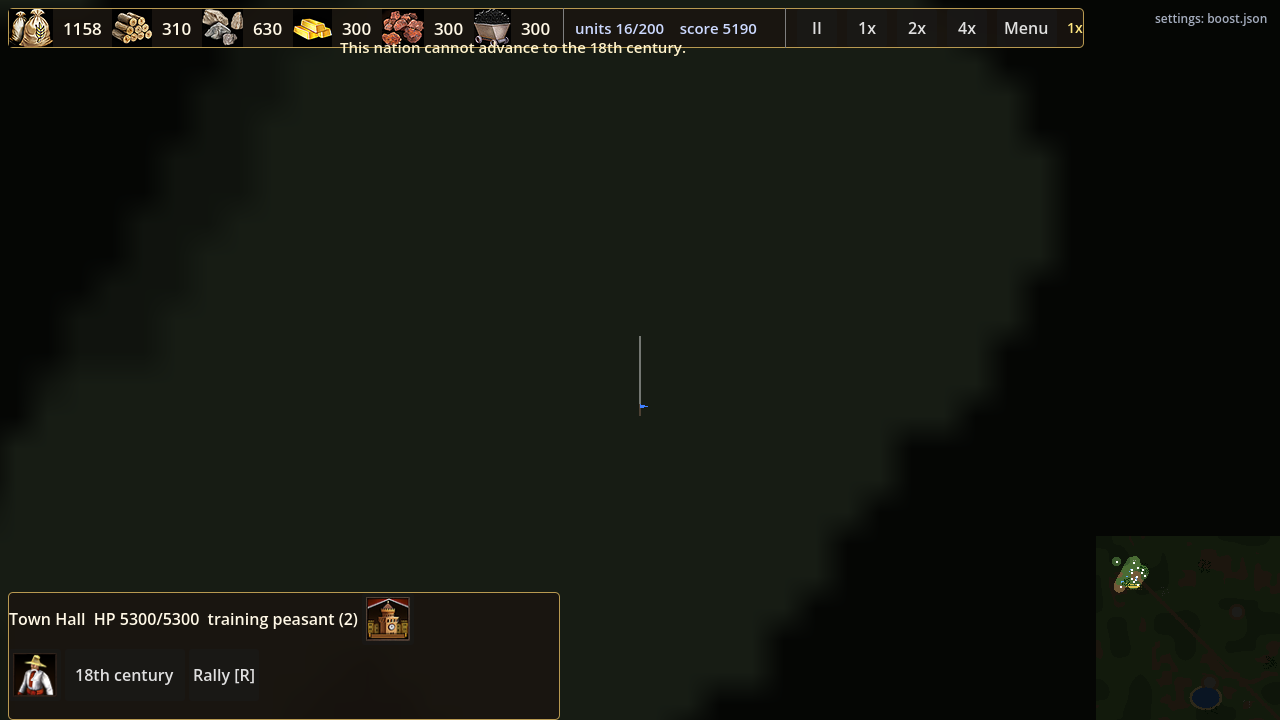 1158 310 630 300 300 300 units 16/200 score 5190 II 1x 2x 4x Menu 1x
settings: boost.json
This nation cannot advance to the 18th century.
Town Hall HP 5300/5300 training peasant (2)
18th century Rally [R]